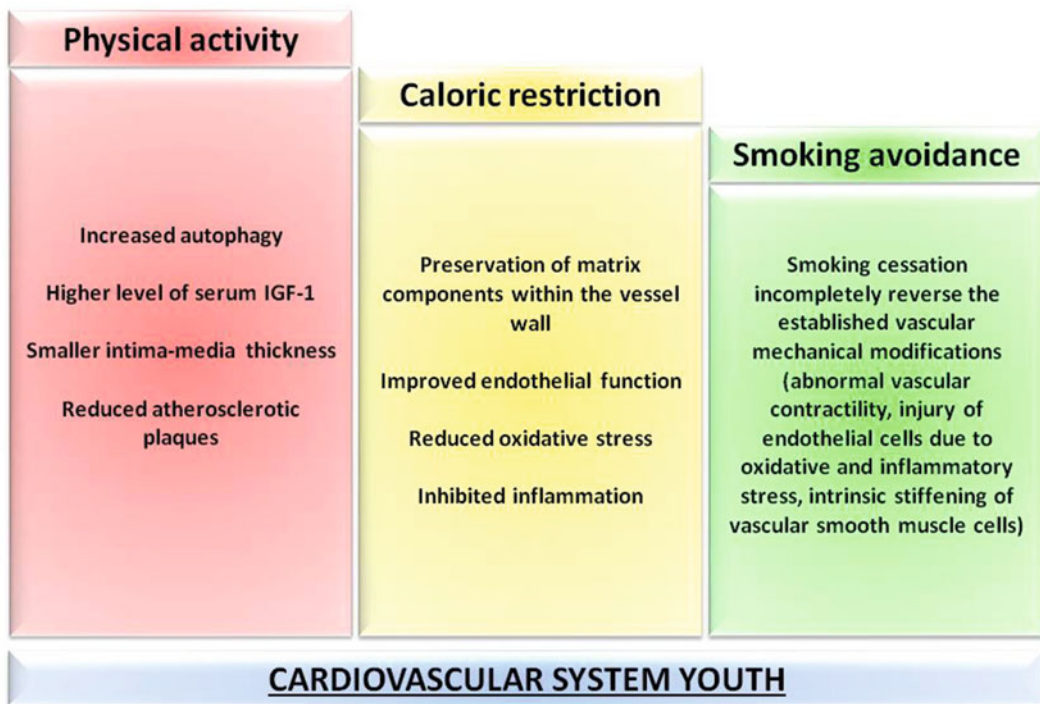 Physical activity
Increased autophagy
Higher level of serum IGF-1
Smaller intima-media thickness
Reduced atherosclerotic
plaques
Caloric restriction
Preservation of matrix
components within the vessel
wall
Improved endothelial function
Reduced oxidative stress
Inhibited inflammation
Smoking avoidance
Smoking cessation
incompletely reverse the
established vascular
mechanical modifications
(abnormal vascular
contractility, injury of
endothelial cells due to
oxidative and inflammatory
stress, intrinsic stiffening of
vascular smooth muscle cells)
CARDIOVASCULAR SYSTEM YOUTH